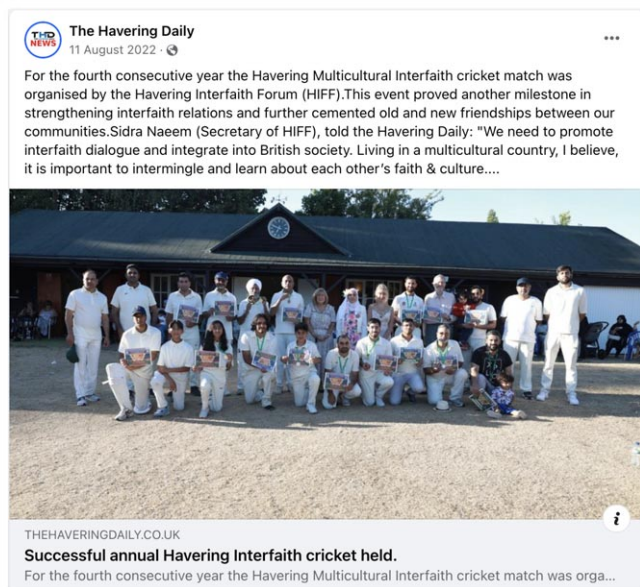 THD
NEWS
The Havering Daily
11 August 2022 ·
For the fourth consecutive year the Havering Multicultural Interfaith cricket match was
organised by the Havering Interfaith Forum (HIFF).This event proved another milestone in
strengthening interfaith relations and further cemented old and new friendships between our
communities.Sidra Naeem (Secretary of HIFF), told the Havering Daily: "We need to promote
interfaith dialogue and integrate into British society. Living in a multicultural country, I believe,
it is important to intermingle and learn about each other's faith & culture....
THEHAVERINGDAILY.CO.UK
Successful annual Havering Interfaith cricket held.
For the fourth consecutive year the Havering Multicultural Interfaith cricket match was orga...